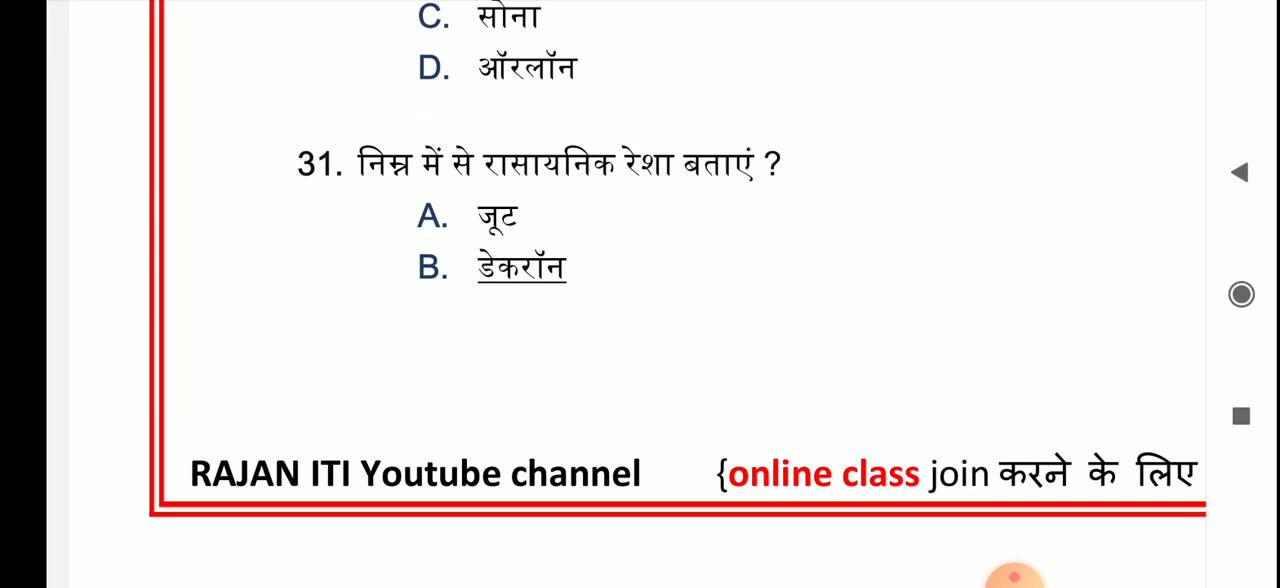 C. सोना
D. ऑरलॉन
31. निम्न में से रासायनिक रेशा बताएं ?
A. जूट
B. डेकरॉन
RAJAN ITI Youtube channel {online class join करने के लिए